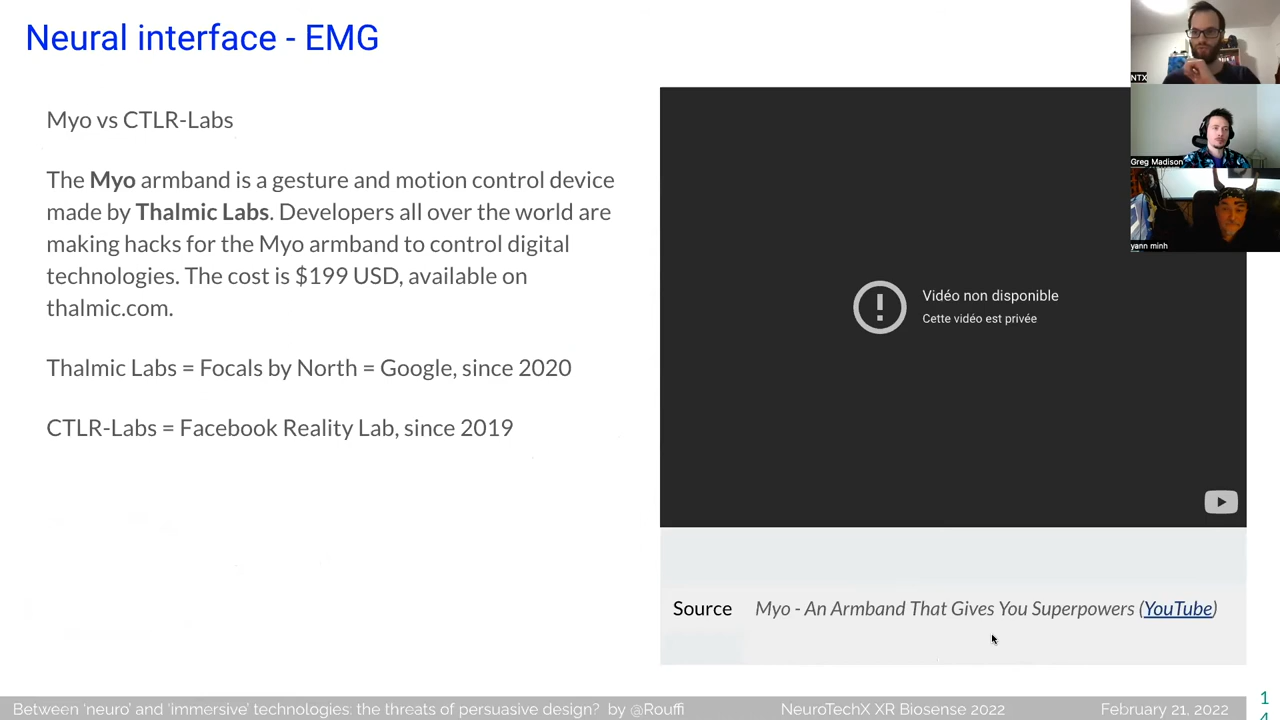 Neural interface - EMG
NTX
Greg Madison
yann minh
Myo vs CTLR-Labs
The Myo armband is a gesture and motion control device
made by Thalmic Labs. Developers all over the world are
making hacks for the Myo armband to control digital
technologies. The cost is $199 USD, available on
thalmic.com.
Thalmic Labs = Focals by North = Google, since 2020
CTLR-Labs = Facebook Reality Lab, since 2019
Vidéo non disponible
Cette vidéo est privée
Source Myo - An Armband That Gives You Superpowers (YouTube)
Between 'neuro' and 'immersive' technologies: the threats of persuasive design? by @Rouffi NeuroTechX XR Biosense 2022 February 21, 2022
1